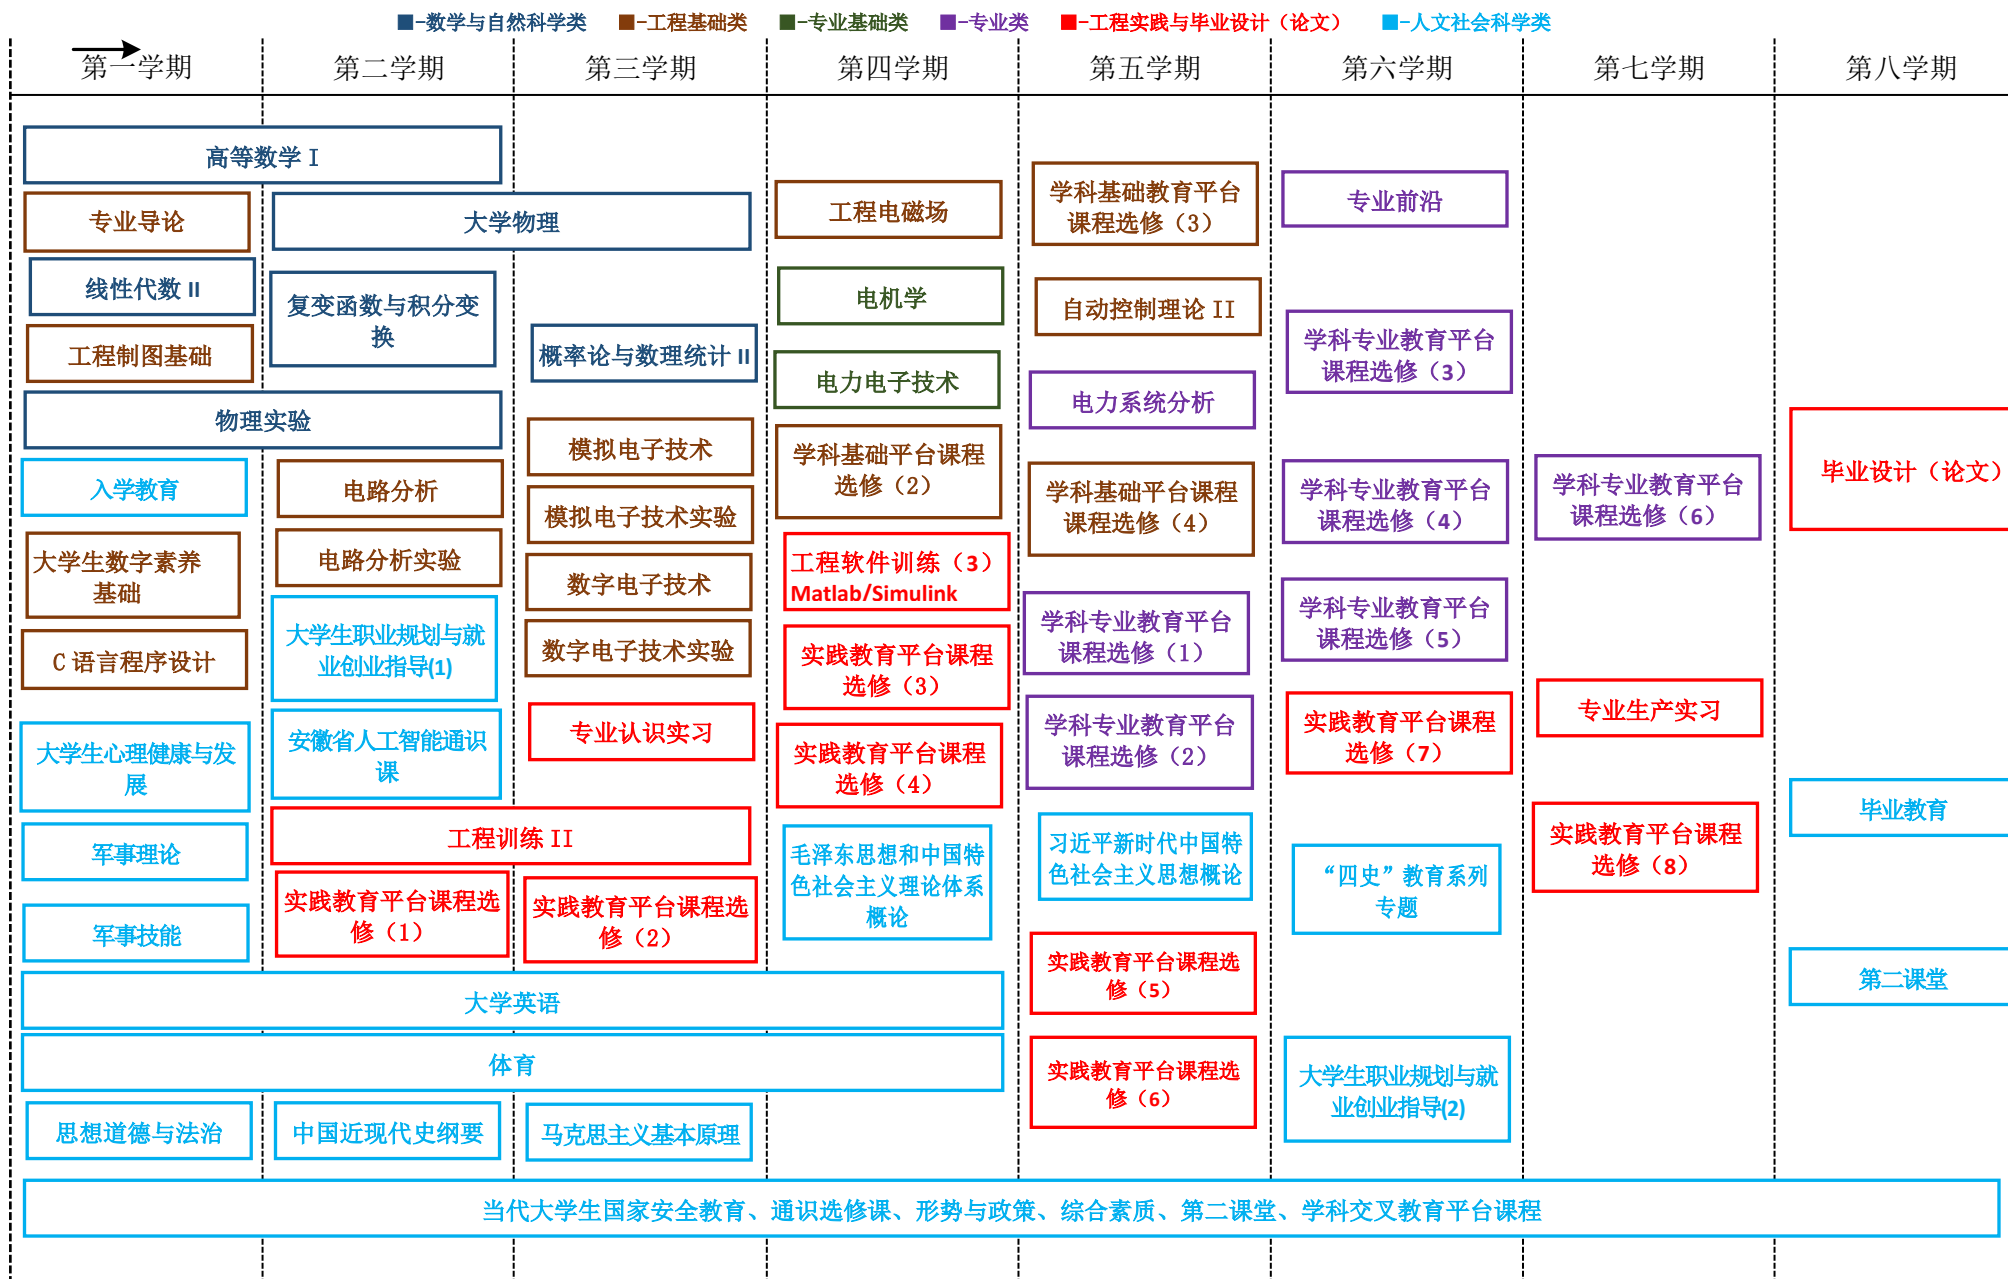 ■-数学与自然科学类 ■-工程基础类 ■-专业基础类 ■-专业类 ■-工程实践与毕业设计（论文） ■-人文社会科学类
第一学期 第二学期 第三学期 第四学期 第五学期 第六学期 第七学期 第八学期
高等数学 I
专业导论
线性代数 II
工程制图基础
物理实验
入学教育
大学生数字素养
基础
C 语言程序设计
大学生心理健康与发
展
军事理论
军事技能
大学英语
体育
思想道德与法治
大学物理
复变函数与积分变
换
电路分析
电路分析实验
大学生职业规划与就
业创业指导(1)
安徽省人工智能通识
课
工程训练 II
实践教育平台课程选
修（1）
中国近现代史纲要
概率论与数理统计 II
模拟电子技术
模拟电子技术实验
数字电子技术
数字电子技术实验
专业认识实习
实践教育平台课程选
修（2）
马克思主义基本原理
工程电磁场
电机学
电力电子技术
学科基础平台课程
选修（2）
工程软件训练（3）
Matlab/Simulink
实践教育平台课程
选修（3）
实践教育平台课程
选修（4）
毛泽东思想和中国特
色社会主义理论体系
概论
学科基础教育平台
课程选修（3）
自动控制理论 II
电力系统分析
学科基础平台课程
课程选修（4）
学科专业教育平台
课程选修（1）
学科专业教育平台
课程选修（2）
习近平新时代中国特
色社会主义思想概论
实践教育平台课程选
修（5）
实践教育平台课程选
修（6）
专业前沿
学科专业教育平台
课程选修（3）
学科专业教育平台
课程选修（4）
学科专业教育平台
课程选修（5）
实践教育平台课程
选修（7）
“四史”教育系列
专题
大学生职业规划与就
业创业指导(2)
学科专业教育平台
课程选修（6）
专业生产实习
实践教育平台课程
选修（8）
毕业设计（论文）
毕业教育
第二课堂
当代大学生国家安全教育、通识选修课、形势与政策、综合素质、第二课堂、学科交叉教育平台课程